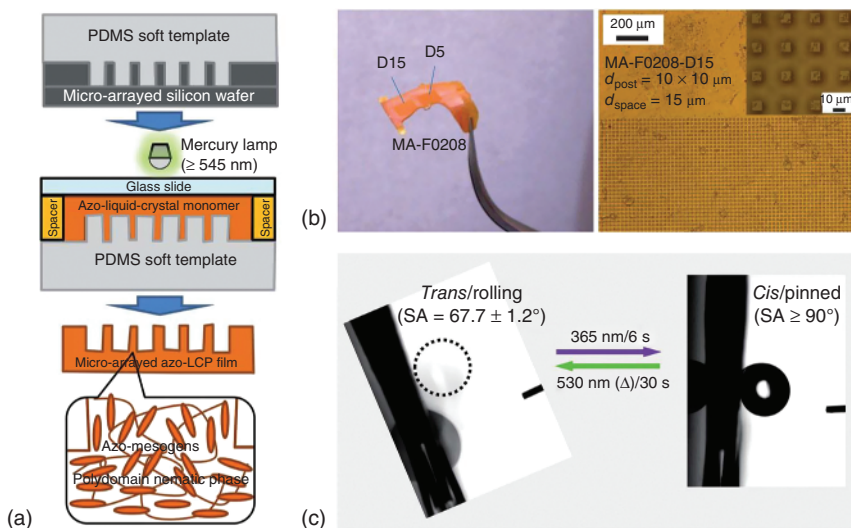 PDMS soft template
Micro-arrayed silicon wafer
Mercury lamp
(≥ 545 nm)
Glass slide
Azo-liquid-crystal monomer
Spacer
Spacer
PDMS soft template
Micro-arrayed azo-LCP film
Azo-mesogens
Polydomain nematic phase
(a)
D15
D5
MA-F0208
200 μm
MA-F0208-D15
dpost = 10 × 10 μm
dspace = 15 μm
10 μm
(b)
Trans/rolling
(SA = 67.7 ± 1.2°)
365 nm/6 s
530 nm (Δ)/30 s
Cis/pinned
(SA ≥ 90°)
(c)